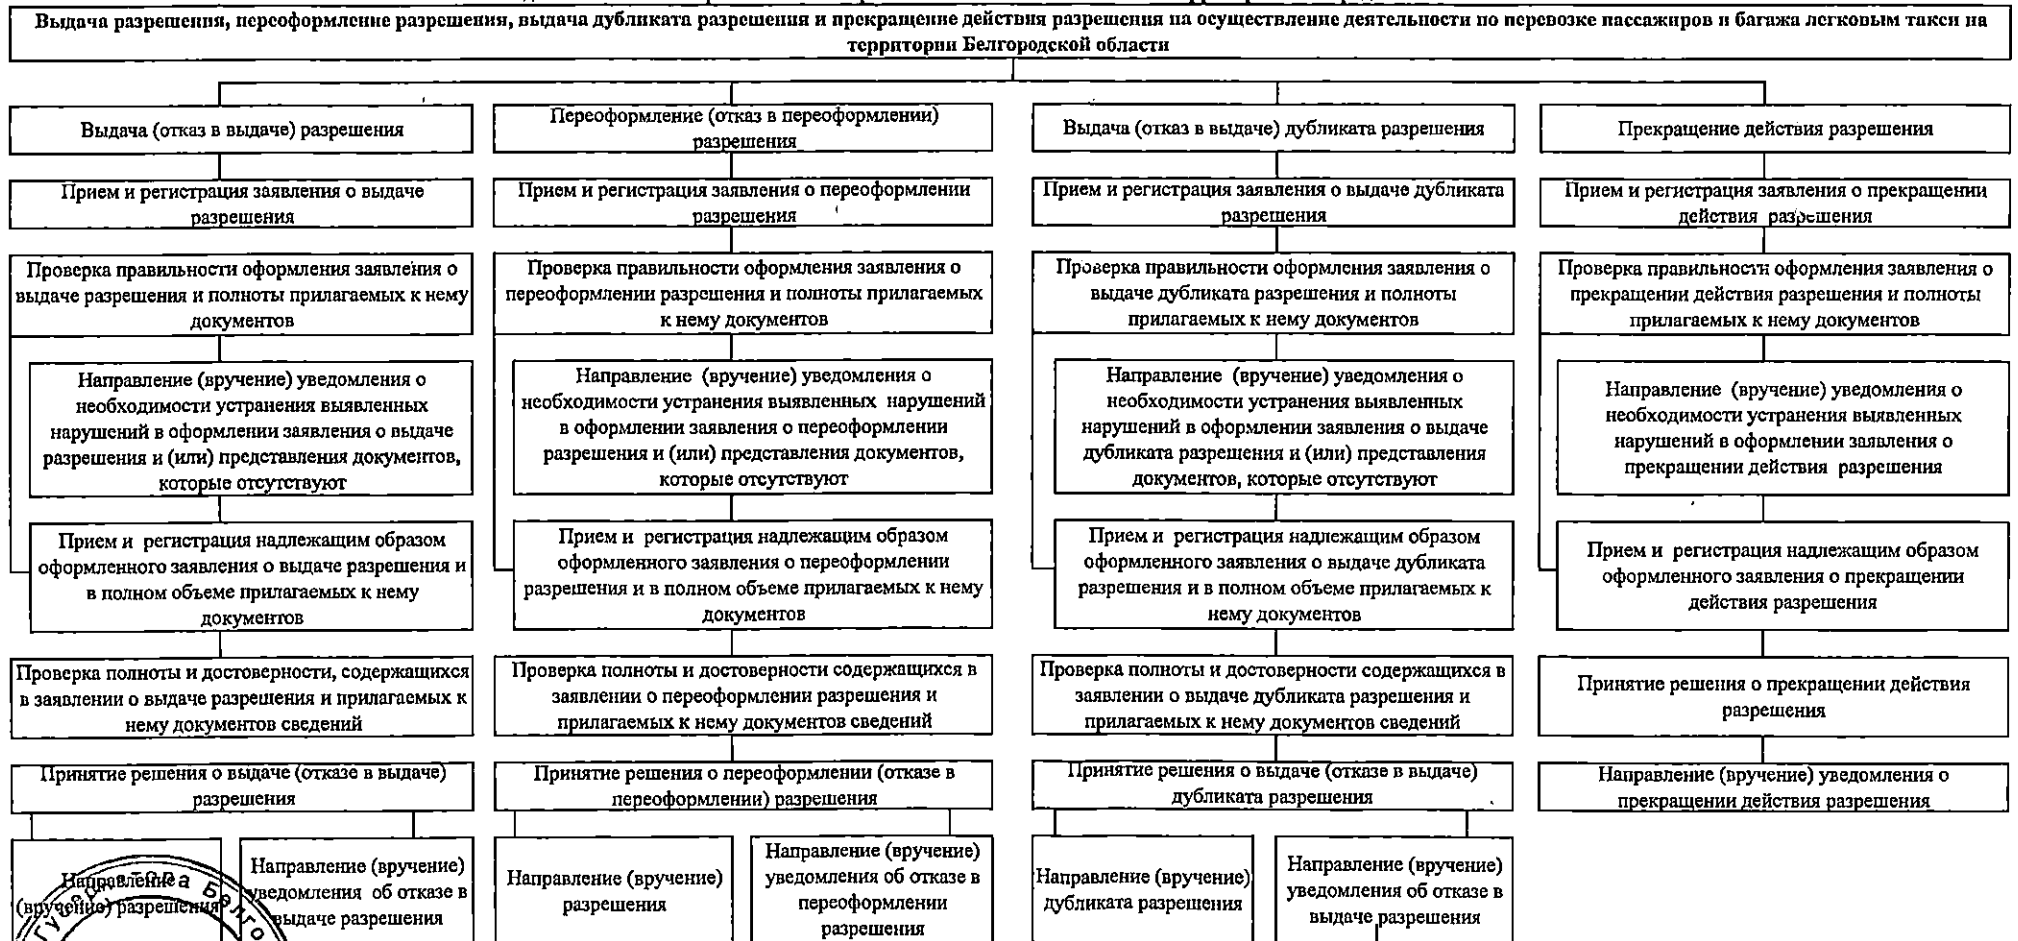 Выдача разрешения, переоформление разрешения, выдача дубликата разрешения и прекращение действия разрешения на осуществление деятельности по перевозке пассажиров и багажа легковым такси на
территории Белгородской области
Выдача (отказ в выдаче) разрешения
Прием и регистрация заявления о выдаче
разрешения
Проверка правильности оформления заявления о
выдаче разрешения и полноты прилагаемых к нему
документов
Направление (вручение) уведомления о
необходимости устранения выявленных
нарушений в оформлении заявления о выдаче
разрешения и (или) представления документов,
которые отсутствуют
Прием и регистрация надлежащим образом
оформленного заявления о выдаче разрешения и
в полном объеме прилагаемых к нему
документов
Проверка полноты и достоверности, содержащихся
в заявлении о выдаче разрешения и прилагаемых к
нему документов сведений
Принятие решения о выдаче (отказе в выдаче)
разрешения
Направление
(вручение) разрешения
Направление (вручение)
уведомления об отказе в
выдаче разрешения
Переоформление (отказ в переоформлении)
разрешения
Прием и регистрация заявления о переоформлении
разрешения
Проверка правильности оформления заявления о
переоформлении разрешения и полноты прилагаемых
к нему документов
Направление (вручение) уведомления о
необходимости устранения выявленных нарушений
в оформлении заявления о переоформлении
разрешения и (или) представления документов,
которые отсутствуют
Прием и регистрация надлежащим образом
оформленного заявления о переоформлении
разрешения и в полном объеме прилагаемых к нему
документов
Проверка полноты и достоверности содержащихся в
заявлении о переоформлении разрешения и
прилагаемых к нему документов сведений
Принятие решения о переоформлении (отказе в
переоформлении) разрешения
Направление (вручение)
разрешения
Направление (вручение)
уведомления об отказе в
переоформлении
разрешения
Выдача (отказ в выдаче) дубликата разрешения
Прием и регистрация заявления о выдаче дубликата
разрешения
Проверка правильности оформления заявления о
выдаче дубликата разрешения и полноты
прилагаемых к нему документов
Направление (вручение) уведомления о
необходимости устранения выявленных
нарушений в оформлении заявления о выдаче
дубликата разрешения и (или) представления
документов, которые отсутствуют
Прием и регистрация надлежащим образом
оформленного заявления о выдаче дубликата
разрешения и в полном объеме прилагаемых к
нему документов
Проверка полноты и достоверности содержащихся в
заявлении о выдаче дубликата разрешения и
прилагаемых к нему документов сведений
Принятие решения о выдаче (отказе в выдаче)
дубликата разрешения
Направление (вручение)
дубликата разрешения
Направление (вручение)
уведомления об отказе в
выдаче разрешения
Прекращение действия разрешения
Прием и регистрация заявления о прекращении
действия разрешения
Проверка правильности оформления заявления о
прекращении действия разрешения и полноты
прилагаемых к нему документов
Направление (вручение) уведомления о
необходимости устранения выявленных
нарушений в оформлении заявления о
прекращении действия разрешения
Прием и регистрация надлежащим образом
оформленного заявления о прекращении
действия разрешения
Принятие решения о прекращении действия
разрешения
Направление (вручение) уведомления о
прекращении действия разрешения